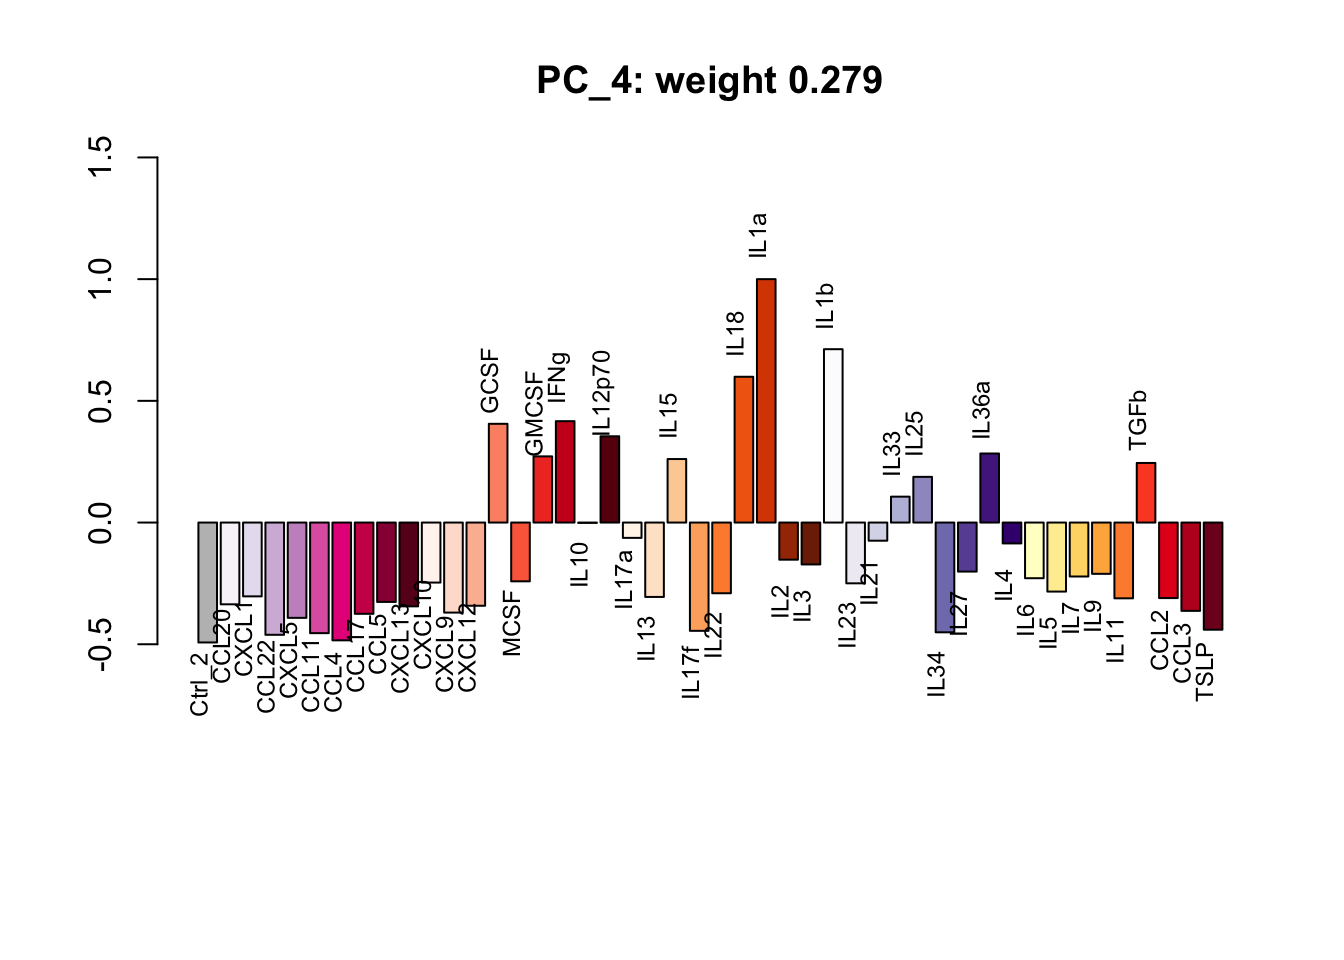 PC_4: weight 0.279
1.5
1.0
0.5
0.0
-0.5
Ctrl_2
CCL20
CXCL1
CCL22
CXCL5
CCL11
CCL4
CCL17
CCL5
CXCL13
CXCL10
CXCL9
CXCL12
GCSF
MCSF
GMCSF
IFNg
IL10
IL12p70
IL17a
IL13
IL15
IL17f
IL22
IL18
IL1a
IL2
IL3
IL1b
IL23
IL21
IL33
IL25
IL34
IL27
IL36a
IL4
IL6
IL5
IL7
IL9
IL11
TGFb
CCL2
CCL3
TSLP